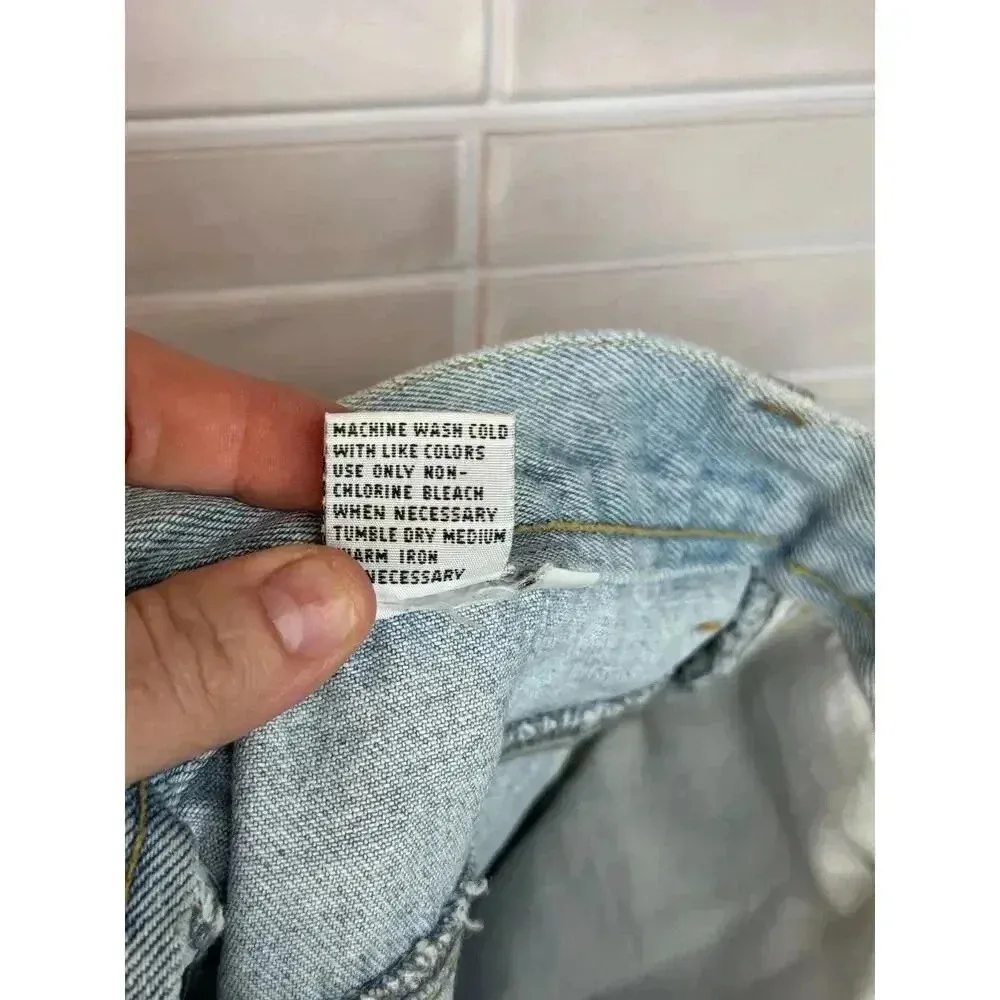 MACHINE WASH COLD
WITH LIKE COLORS
USE ONLY NON-
CHLORINE BLEACH
WHEN NECESSARY
TUMBLE DRY MEDIUM
WARM IRON
NECESSARY